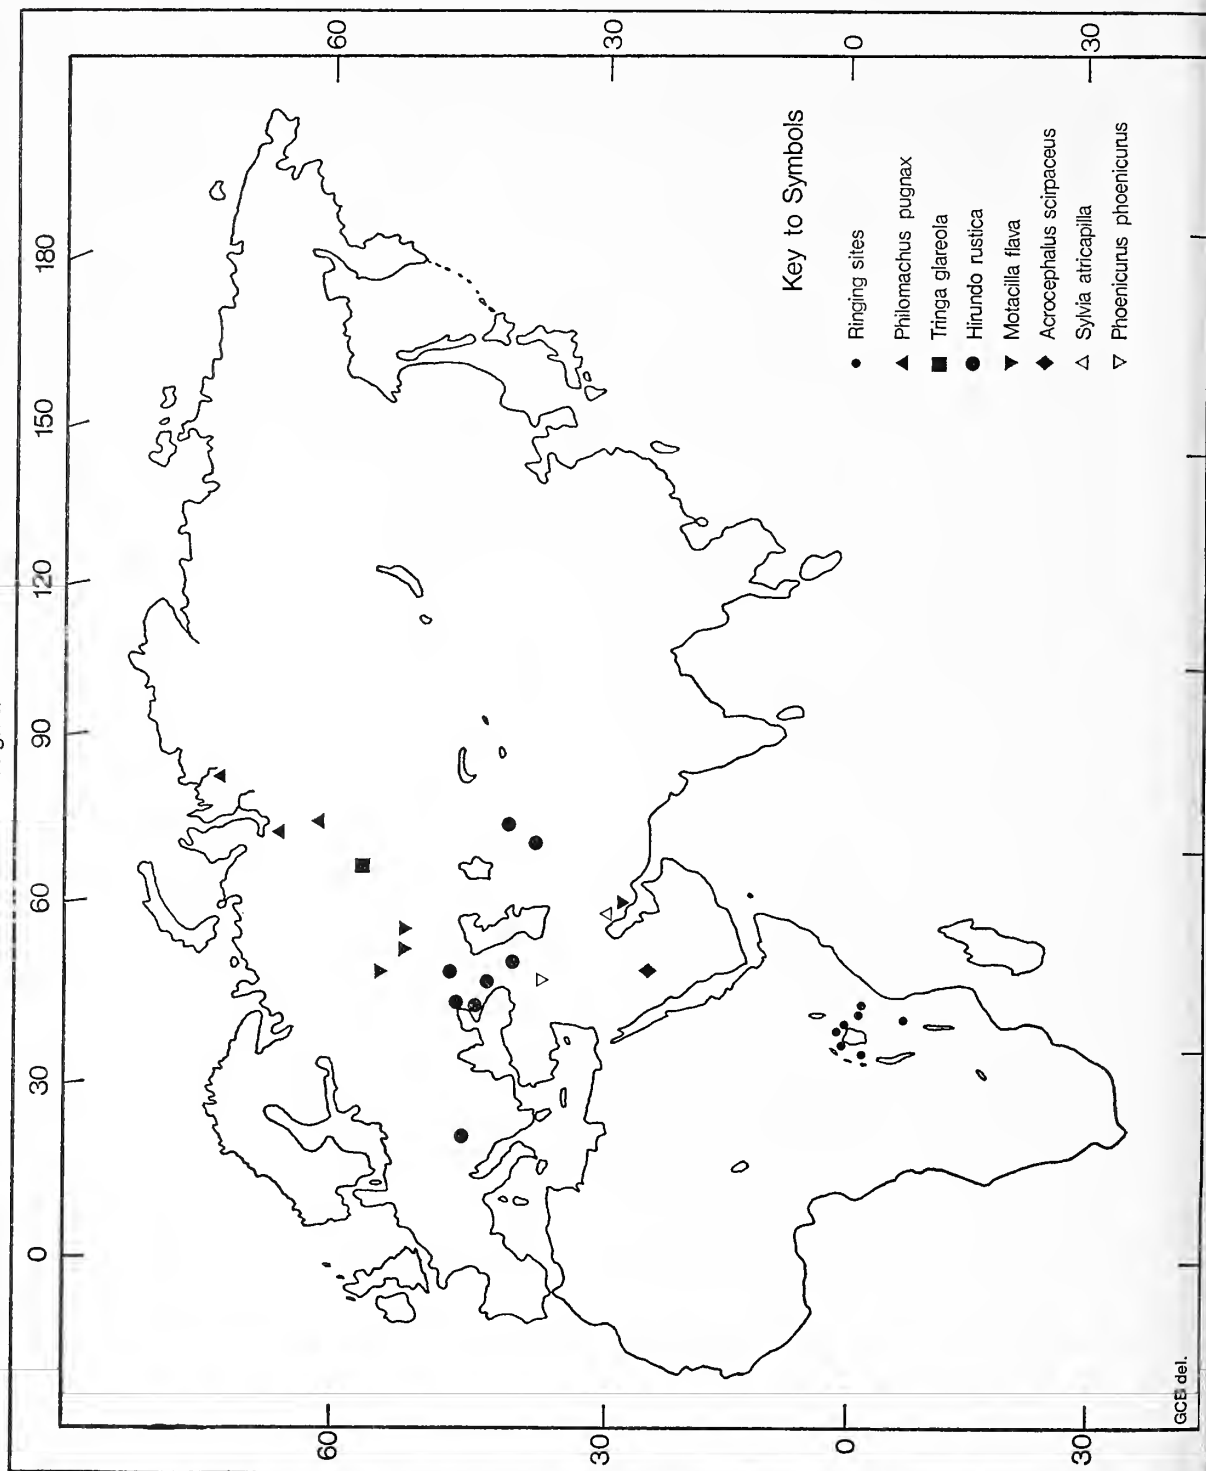 0
30
60
90
120
150
180
60
30
0
30
60
30
0
30
Key to Symbols
Ringing sites
Philomachus pugnax
Tringa glareola
Hirundo rustica
Motacilla flava
Acrocephalus scirpaceus
Sylvia atricapilla
Phoenicurus phoenicurus
GCB del.